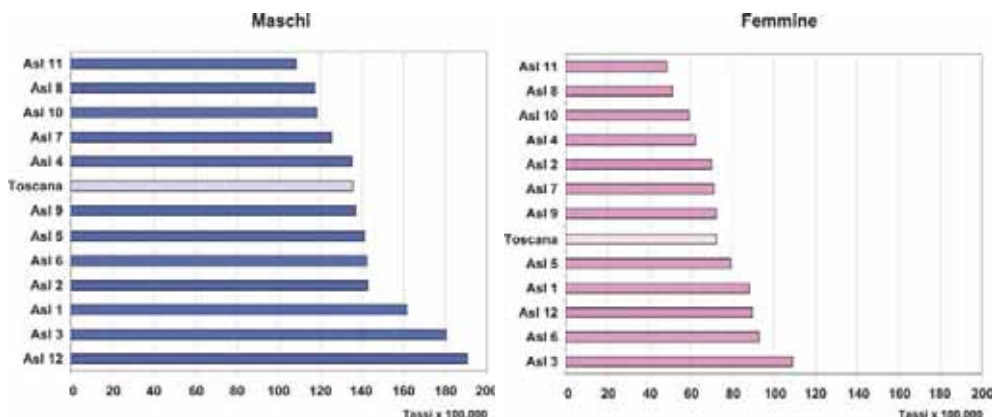 Maschi
Asl 11
Asl 8
Asl 10
Asl 7
Asl 4
Toscana
Asl 9
Asl 5
Asl 6
Asl 2
Asl 1
Asl 3
Asl 12
0 20 40 60 80 100 120 140 160 180 200
Tassi x 100.000
Femmine
Asl 11
Asl 8
Asl 10
Asl 4
Asl 2
Asl 7
Asl 9
Toscana
Asl 5
Asl 1
Asl 12
Asl 6
Asl 3
0 20 40 60 80 100 120 140 160 180 200
Tassi x 100.000